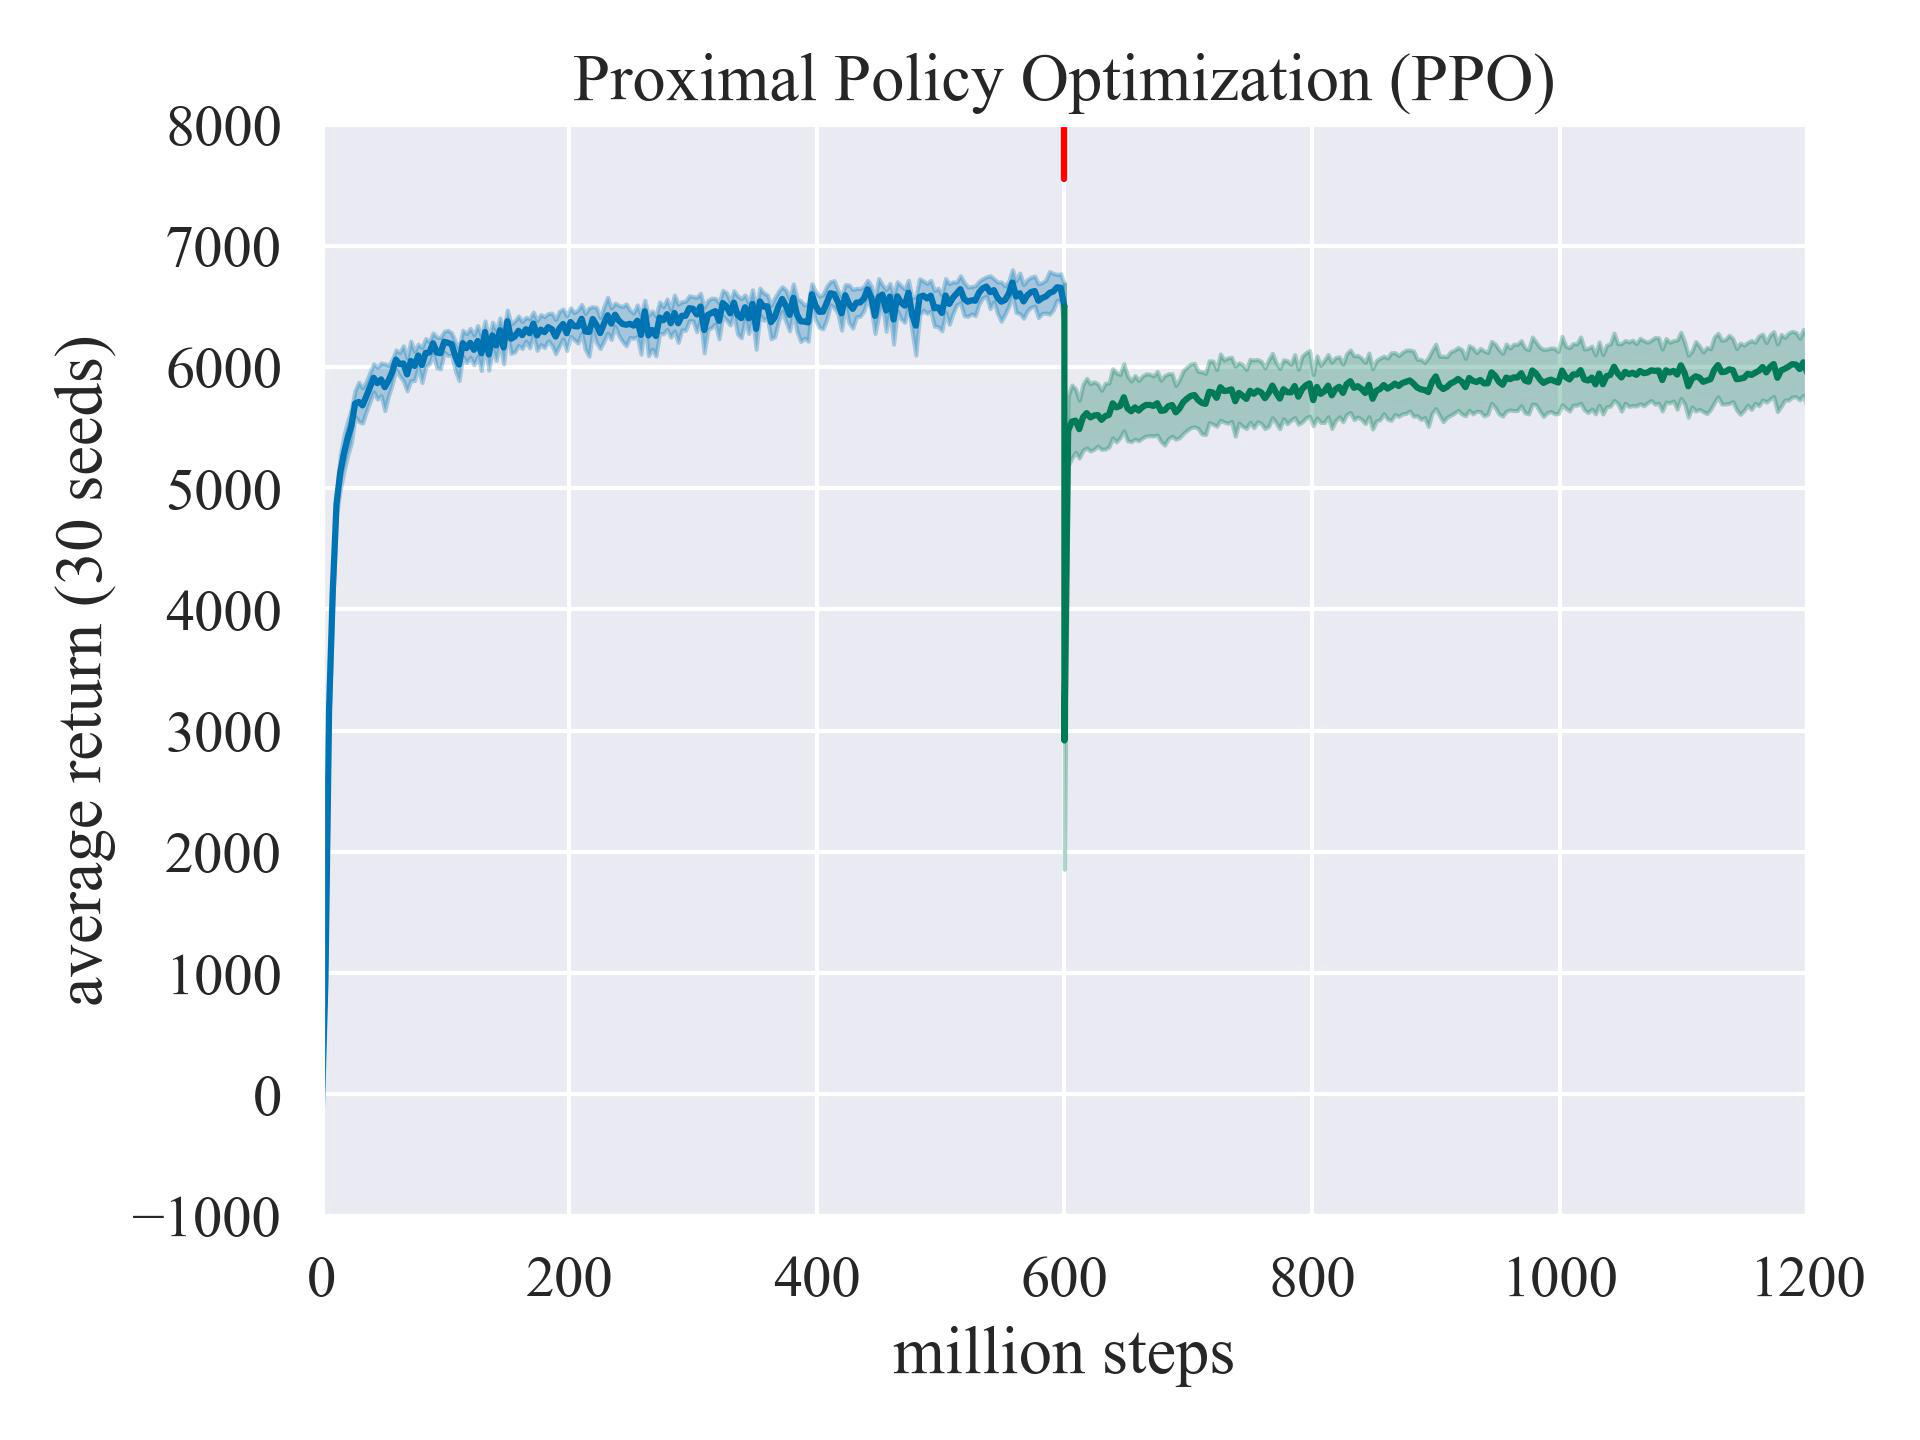 Proximal Policy Optimization (PPO)
8000
7000
6000
5000
4000
3000
2000
1000
0
−1000
average return (30 seeds)
0 200 400 600 800 1000 1200
million steps